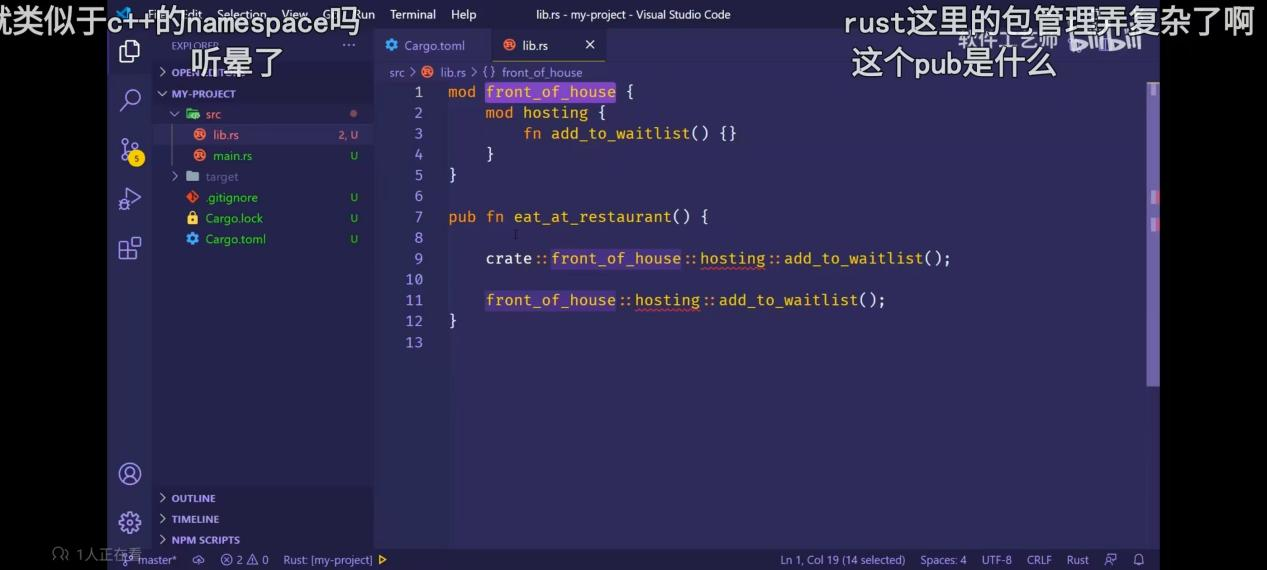 就类似于c++的namespace吗
rust这里的包管理弄复杂了啊
听晕了
这个pub是什么
Edit Selection View Run Terminal Help
lib.rs - my-project - Visual Studio Code
软件工艺师 bilibili
EXPLORER
Cargo.toml
lib.rs
src > lib.rs > {} front_of_house
MY-PROJECT
src
lib.rs 2, U
main.rs U
target
.gitignore U
Cargo.lock U
Cargo.toml U
5
1 mod front_of_house {
2 mod hosting {
3 fn add_to_waitlist() {}
4 }
5 }
6
7 pub fn eat_at_restaurant() {
8
9 crate::front_of_house::hosting::add_to_waitlist();
10
11 front_of_house::hosting::add_to_waitlist();
12 }
13
OUTLINE
TIMELINE
NPM SCRIPTS
1人正在看
master* 2 0 Rust: [my-project] Ln 1, Col 19 (14 selected) Spaces: 4 UTF-8 CRLF Rust